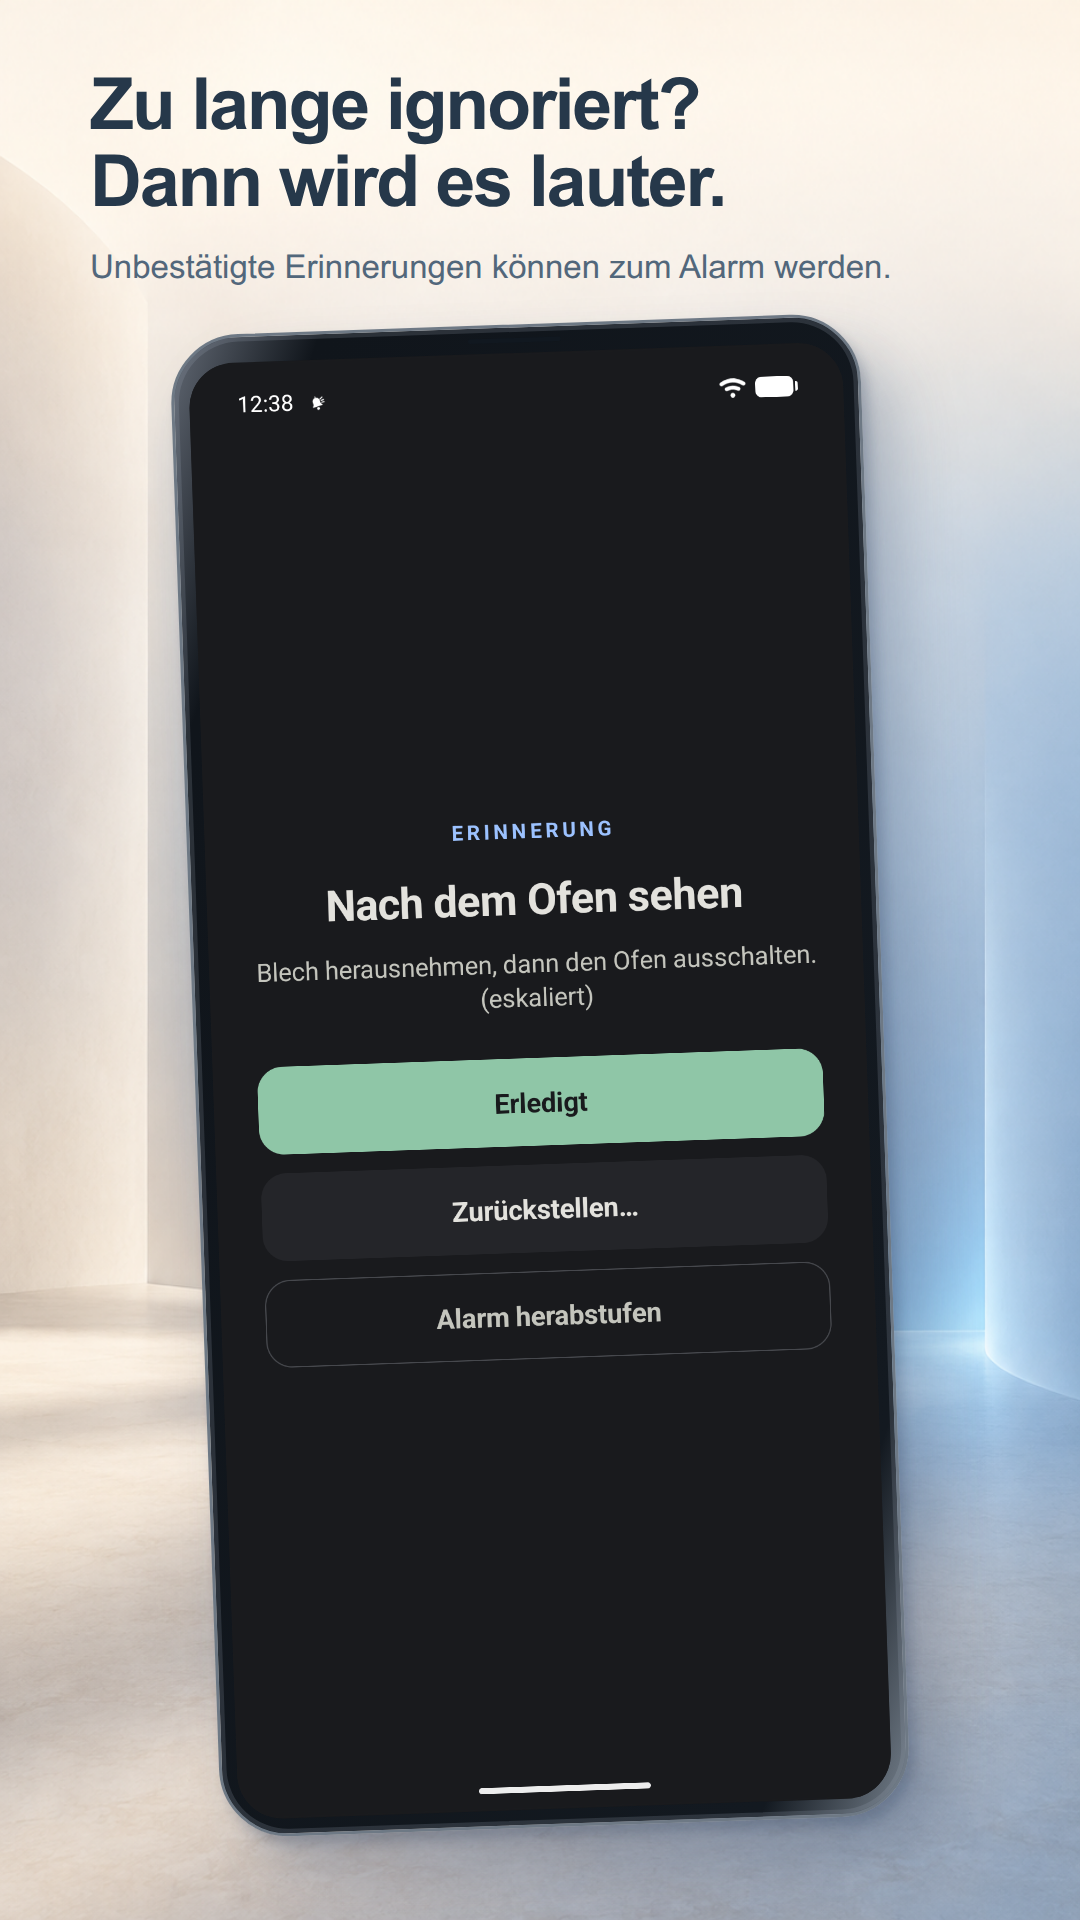 Zu lange ignoriert?
Dann wird es lauter.
Unbestätigte Erinnerungen können zum Alarm werden.
12:38
ERINNERUNG
Nach dem Ofen sehen
Blech herausnehmen, dann den Ofen ausschalten.
(eskaliert)
Erledigt
Zurückstellen…
Alarm herabstufen